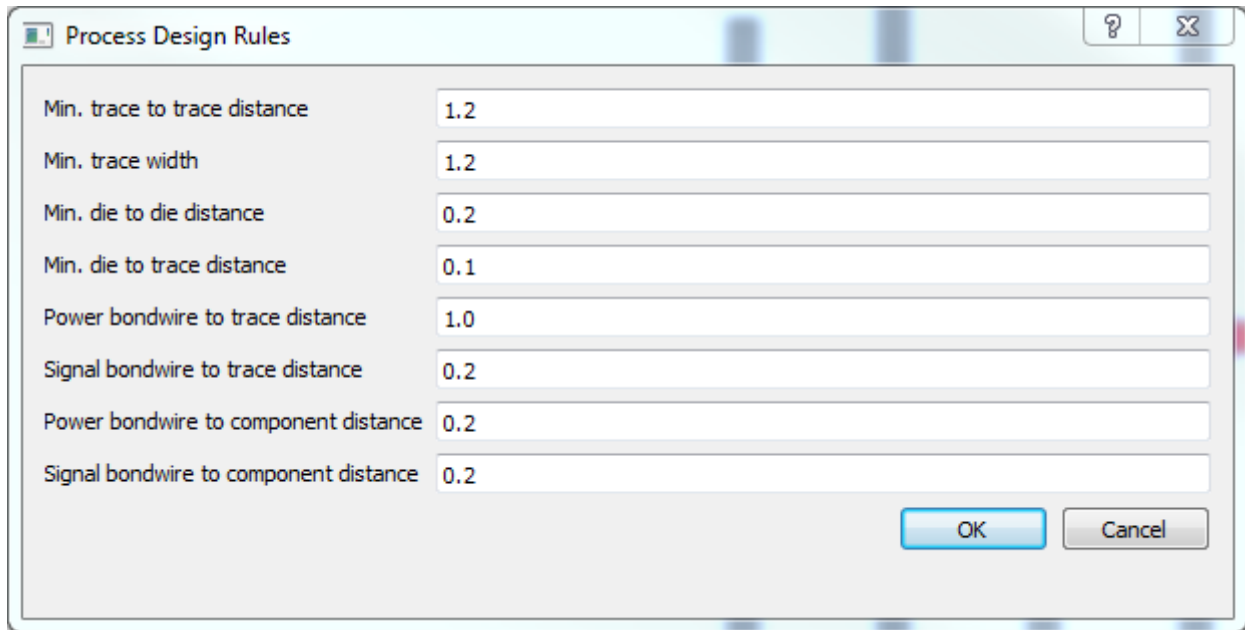 Process Design Rules
Min. trace to trace distance 1.2
Min. trace width 1.2
Min. die to die distance 0.2
Min. die to trace distance 0.1
Power bondwire to trace distance 1.0
Signal bondwire to trace distance 0.2
Power bondwire to component distance 0.2
Signal bondwire to component distance 0.2
OK Cancel